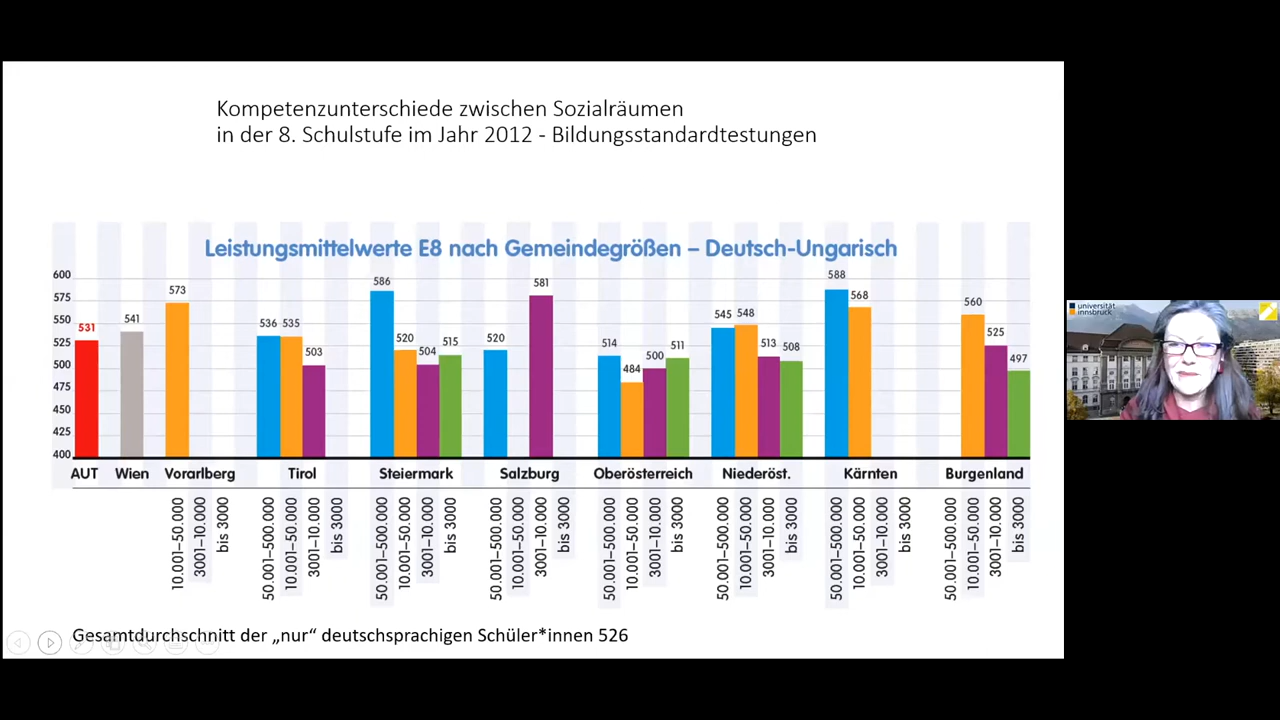 Kompetenzunterschiede zwischen Sozialräumen
in der 8. Schulstufe im Jahr 2012 - Bildungsstandardtestungen
Leistungsmittelwerte E8 nach Gemeindegrößen – Deutsch-Ungarisch
600
575
550
525
500
475
450
425
400
531
541
573
536
535
503
586
520
504
515
520
581
514
484
500
511
545
548
513
508
588
568
560
525
497
AUT
Wien
Vorarlberg
Tirol
Steiermark
Salzburg
Oberösterreich
Niederöst.
Kärnten
Burgenland
10.001–50.000
3001–10.000
bis 3000
50.001–500.000
10.001–50.000
3001–10.000
bis 3000
50.001–500.000
10.001–50.000
3001–10.000
bis 3000
50.001–500.000
10.001–50.000
3001–10.000
bis 3000
50.001–500.000
10.001–50.000
3001–10.000
bis 3000
50.001–500.000
10.001–50.000
3001–10.000
bis 3000
50.001–500.000
10.001–50.000
3001–10.000
bis 3000
50.001–500.000
10.001–50.000
3001–10.000
bis 3000
Gesamtdurchschnitt der „nur“ deutschsprachigen Schüler*innen 526
universität
innsbruck